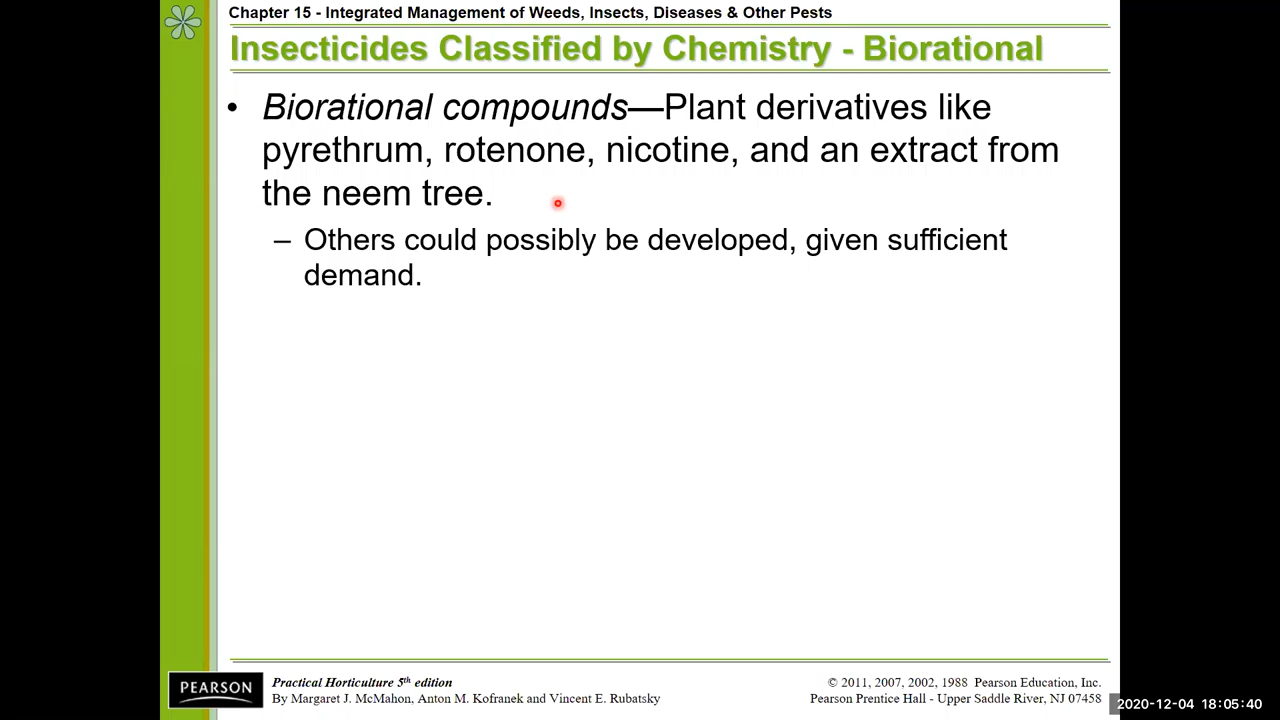 Chapter 15 - Integrated Management of Weeds, Insects, Diseases & Other Pests
Insecticides Classified by Chemistry - Biorational
• Biorational compounds—Plant derivatives like
pyrethrum, rotenone, nicotine, and an extract from
the neem tree.
– Others could possibly be developed, given sufficient
demand.
PEARSON
Practical Horticulture 5th edition
By Margaret J. McMahon, Anton M. Kofranek and Vincent E. Rubatsky
© 2011, 2007, 2002, 1988 Pearson Education, Inc.
Pearson Prentice Hall - Upper Saddle River, NJ 07458
2020-12-04 18:05:40